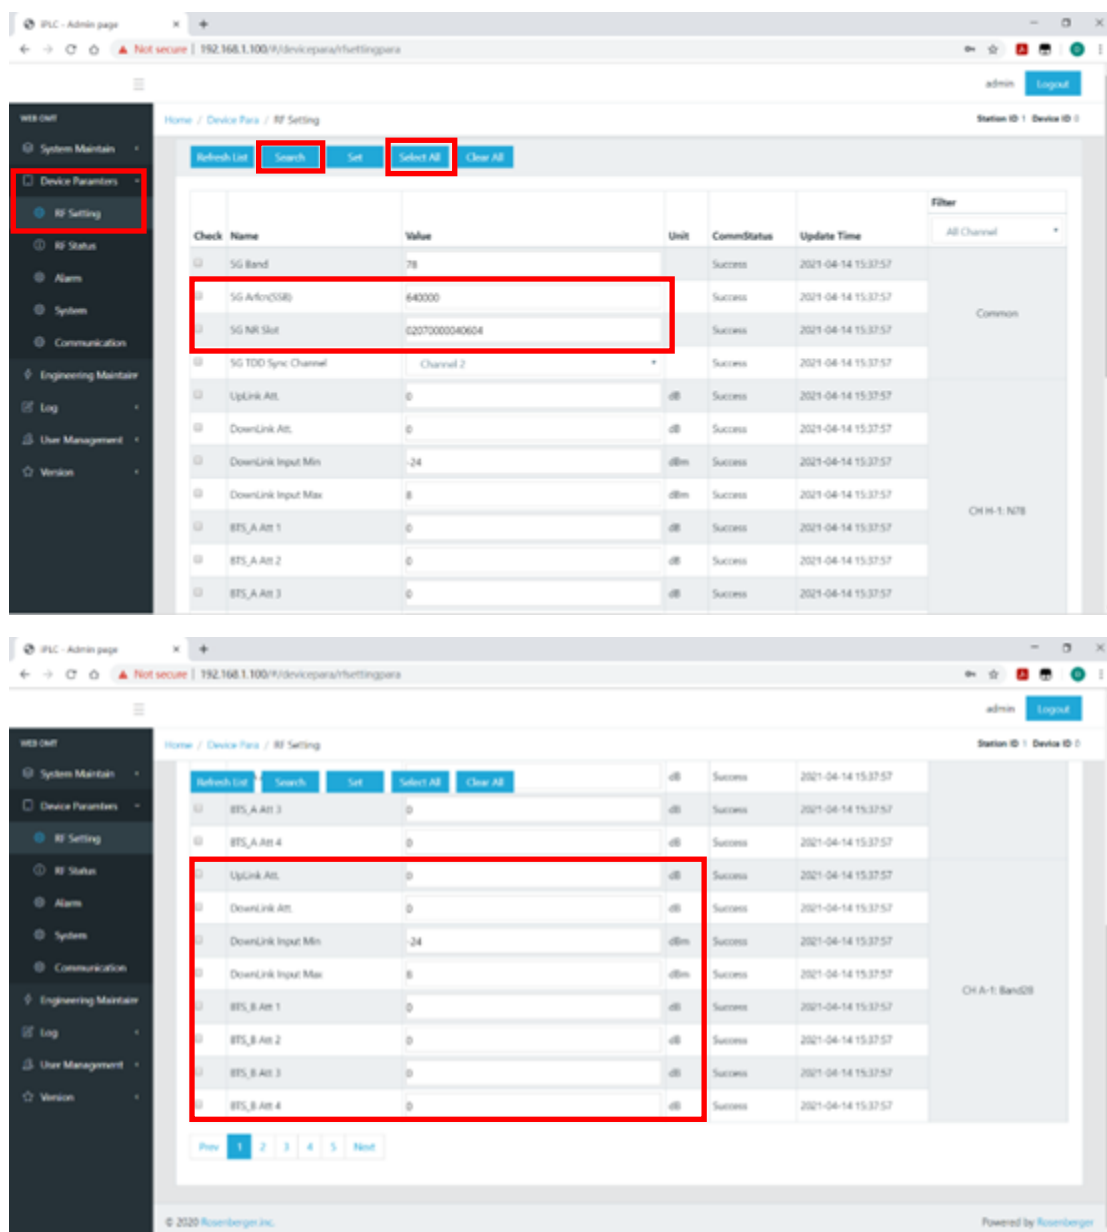 iPLC - Admin page
Not secure | 192.168.1.100/#/devicepara/rfsettingpara
admin Logout
WEB OMT
Home / Device Para / RF Setting
Station ID 1 Device ID 0
System Maintain
Refresh List Search Set Select All Clear All
Device Paramters
RF Setting
RF Status
Alarm
System
Communication
Engineering Maintain
Log
User Management
Version
Filter
Check Name Value Unit CommStatus Update Time All Channel
5G Band 78 Success 2021-04-14 15:37:57
5G Arfcn(SSB) 640000 Success 2021-04-14 15:37:57
Common
5G NR Slot 02070000040604 Success 2021-04-14 15:37:57
5G TDD Sync Channel Channel 2 Success 2021-04-14 15:37:57
UpLink Att. 0 dB Success 2021-04-14 15:37:57
DownLink Att. 0 dB Success 2021-04-14 15:37:57
DownLink Input Min -24 dBm Success 2021-04-14 15:37:57
DownLink Input Max 8 dBm Success 2021-04-14 15:37:57
CH H-1: N78
BTS_A Att 1 0 dB Success 2021-04-14 15:37:57
BTS_A Att 2 0 dB Success 2021-04-14 15:37:57
BTS_A Att 3 0 dB Success 2021-04-14 15:37:57
iPLC - Admin page
Not secure | 192.168.1.100/#/devicepara/rfsettingpara
admin Logout
WEB OMT
Home / Device Para / RF Setting
Station ID 1 Device ID 0
System Maintain
Refresh List Search Set Select All Clear All
dB Success 2021-04-14 15:37:57
Device Paramters
RF Setting
RF Status
Alarm
System
Communication
Engineering Maintain
Log
User Management
Version
BTS_A Att 3 0 dB Success 2021-04-14 15:37:57
BTS_A Att 4 0 dB Success 2021-04-14 15:37:57
UpLink Att. 0 dB Success 2021-04-14 15:37:57
DownLink Att. 0 dB Success 2021-04-14 15:37:57
DownLink Input Min -24 dBm Success 2021-04-14 15:37:57
DownLink Input Max 8 dBm Success 2021-04-14 15:37:57
CH A-1: Band28
BTS_B Att 1 0 dB Success 2021-04-14 15:37:57
BTS_B Att 2 0 dB Success 2021-04-14 15:37:57
BTS_B Att 3 0 dB Success 2021-04-14 15:37:57
BTS_B Att 4 0 dB Success 2021-04-14 15:37:57
Prev 1 2 3 4 5 Next
© 2020 Rosenberger.inc.
Powered by Rosenberger